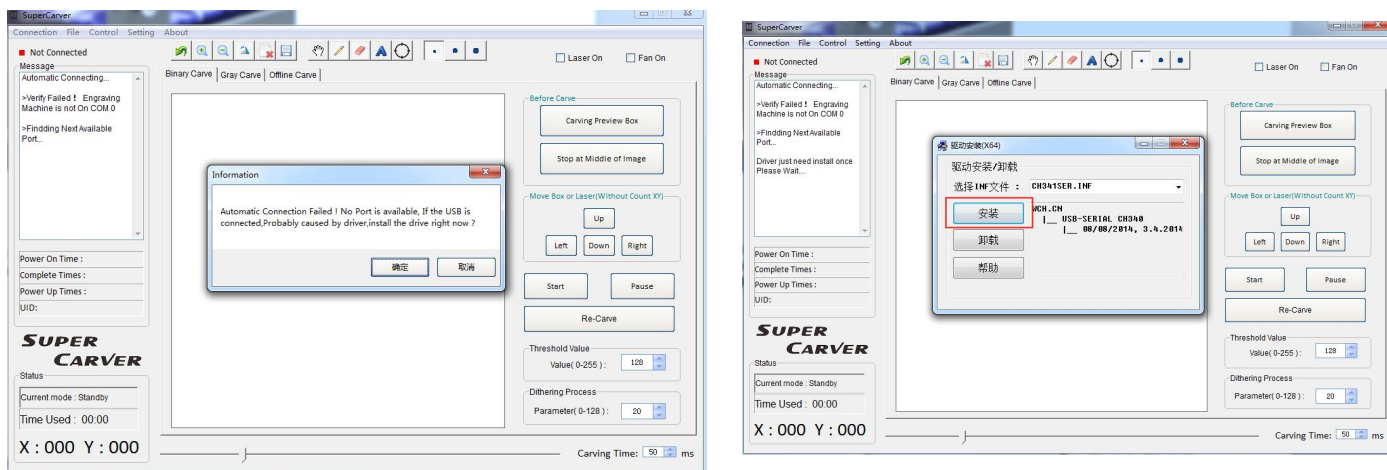 SuperCarver
Connection File Control Setting About
Not Connected
Laser On
Fan On
Message
Automatic Connecting...
>Verify Failed ! Engraving
Machine is not On COM 0
>Findding Next Available
Port...
Binary Carve
Gray Carve
Offline Carve
Information
Automatic Connection Failed ! No Port is available, If the USB is
connected,Probably caused by driver,install the drive right now ?
确定
取消
Before Carve
Carving Preview Box
Stop at Middle of Image
Move Box or Laser(Without Count XY)
Up
Left
Down
Right
Start
Pause
Re-Carve
Threshold Value
Value( 0-255 ) : 128
Dithering Process
Parameter( 0-128 ) : 20
Power On Time :
Complete Times :
Power Up Times :
UID:
SUPER
CARVER
Status
Current mode : Standby
Time Used : 00:00
X : 000 Y : 000
Carving Time: 50 ms
SuperCarver
Connection File Control Setting About
Not Connected
Laser On
Fan On
Message
Automatic Connecting...
>Verify Failed ! Engraving
Machine is not On COM 0
>Findding Next Available
Port...
Driver just need install once
Please Wait...
Binary Carve
Gray Carve
Offline Carve
驱动安装(X64)
驱动安装/卸载
选择INF文件 : CH341SER.INF
安装
卸载
帮助
WCH.CN
|__ USB-SERIAL CH340
|__ 08/08/2014, 3.4.2014
Before Carve
Carving Preview Box
Stop at Middle of Image
Move Box or Laser(Without Count XY)
Up
Left
Down
Right
Start
Pause
Re-Carve
Threshold Value
Value( 0-255 ) : 128
Dithering Process
Parameter( 0-128 ) : 20
Power On Time :
Complete Times :
Power Up Times :
UID:
SUPER
CARVER
Status
Current mode : Standby
Time Used : 00:00
X : 000 Y : 000
Carving Time: 50 ms